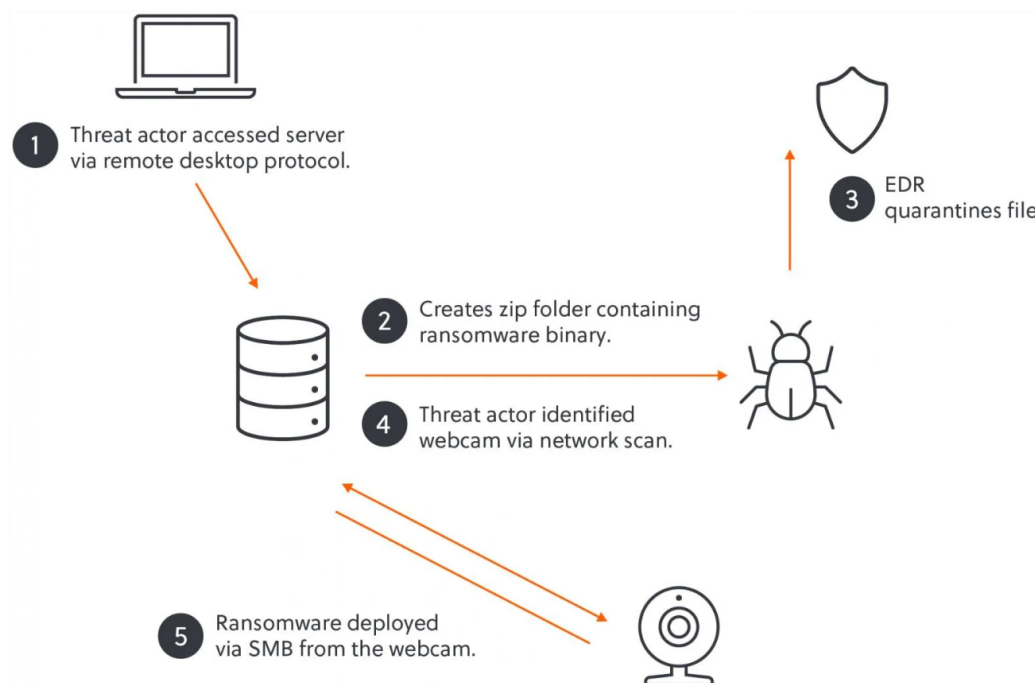 1
Threat actor accessed server
via remote desktop protocol.
2
Creates zip folder containing
ransomware binary.
3
EDR
quarantines file
4
Threat actor identified
webcam via network scan.
5
Ransomware deployed
via SMB from the webcam.